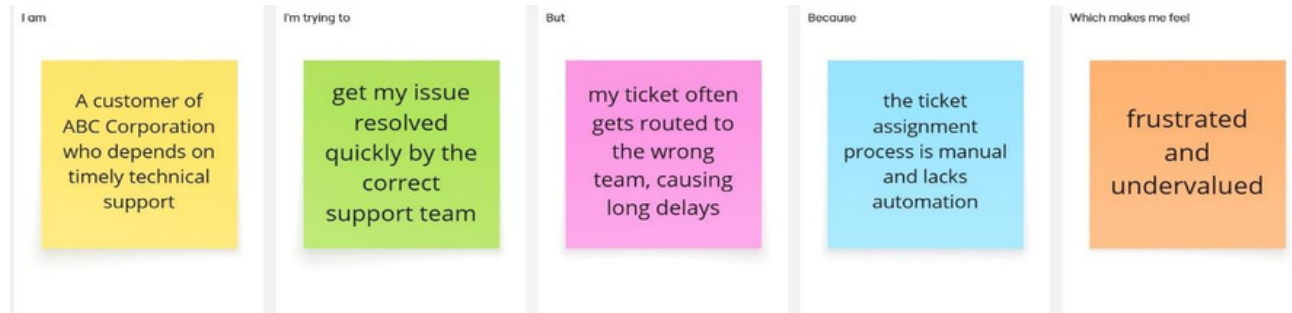 I am
A customer of
ABC Corporation
who depends on
timely technical
support
I'm trying to
get my issue
resolved
quickly by the
correct
support team
But
my ticket often
gets routed to
the wrong
team, causing
long delays
Because
the ticket
assignment
process is manual
and lacks
automation
Which makes me feel
frustrated
and
undervalued